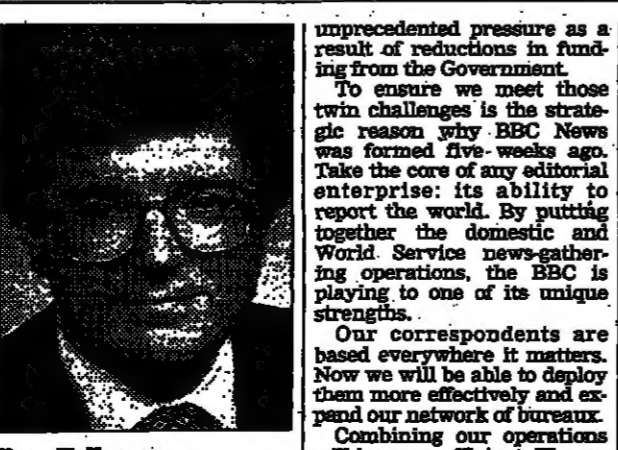 unprecedented pressure as a
result of reductions in fund-
ing from the Government.
To ensure we meet those
twin challenges is the strate-
gic reason why BBC News
was formed five weeks ago.
Take the core of any editorial
enterprise: its ability to
report the world. By putting
together the domestic and
World Service news-gather-
ing operations, the BBC is
playing to one of its unique
strengths.
Our correspondents are
based everywhere it matters.
Now we will be able to deploy
them more effectively and ex-
pand our network of bureaux.
Combining our operations